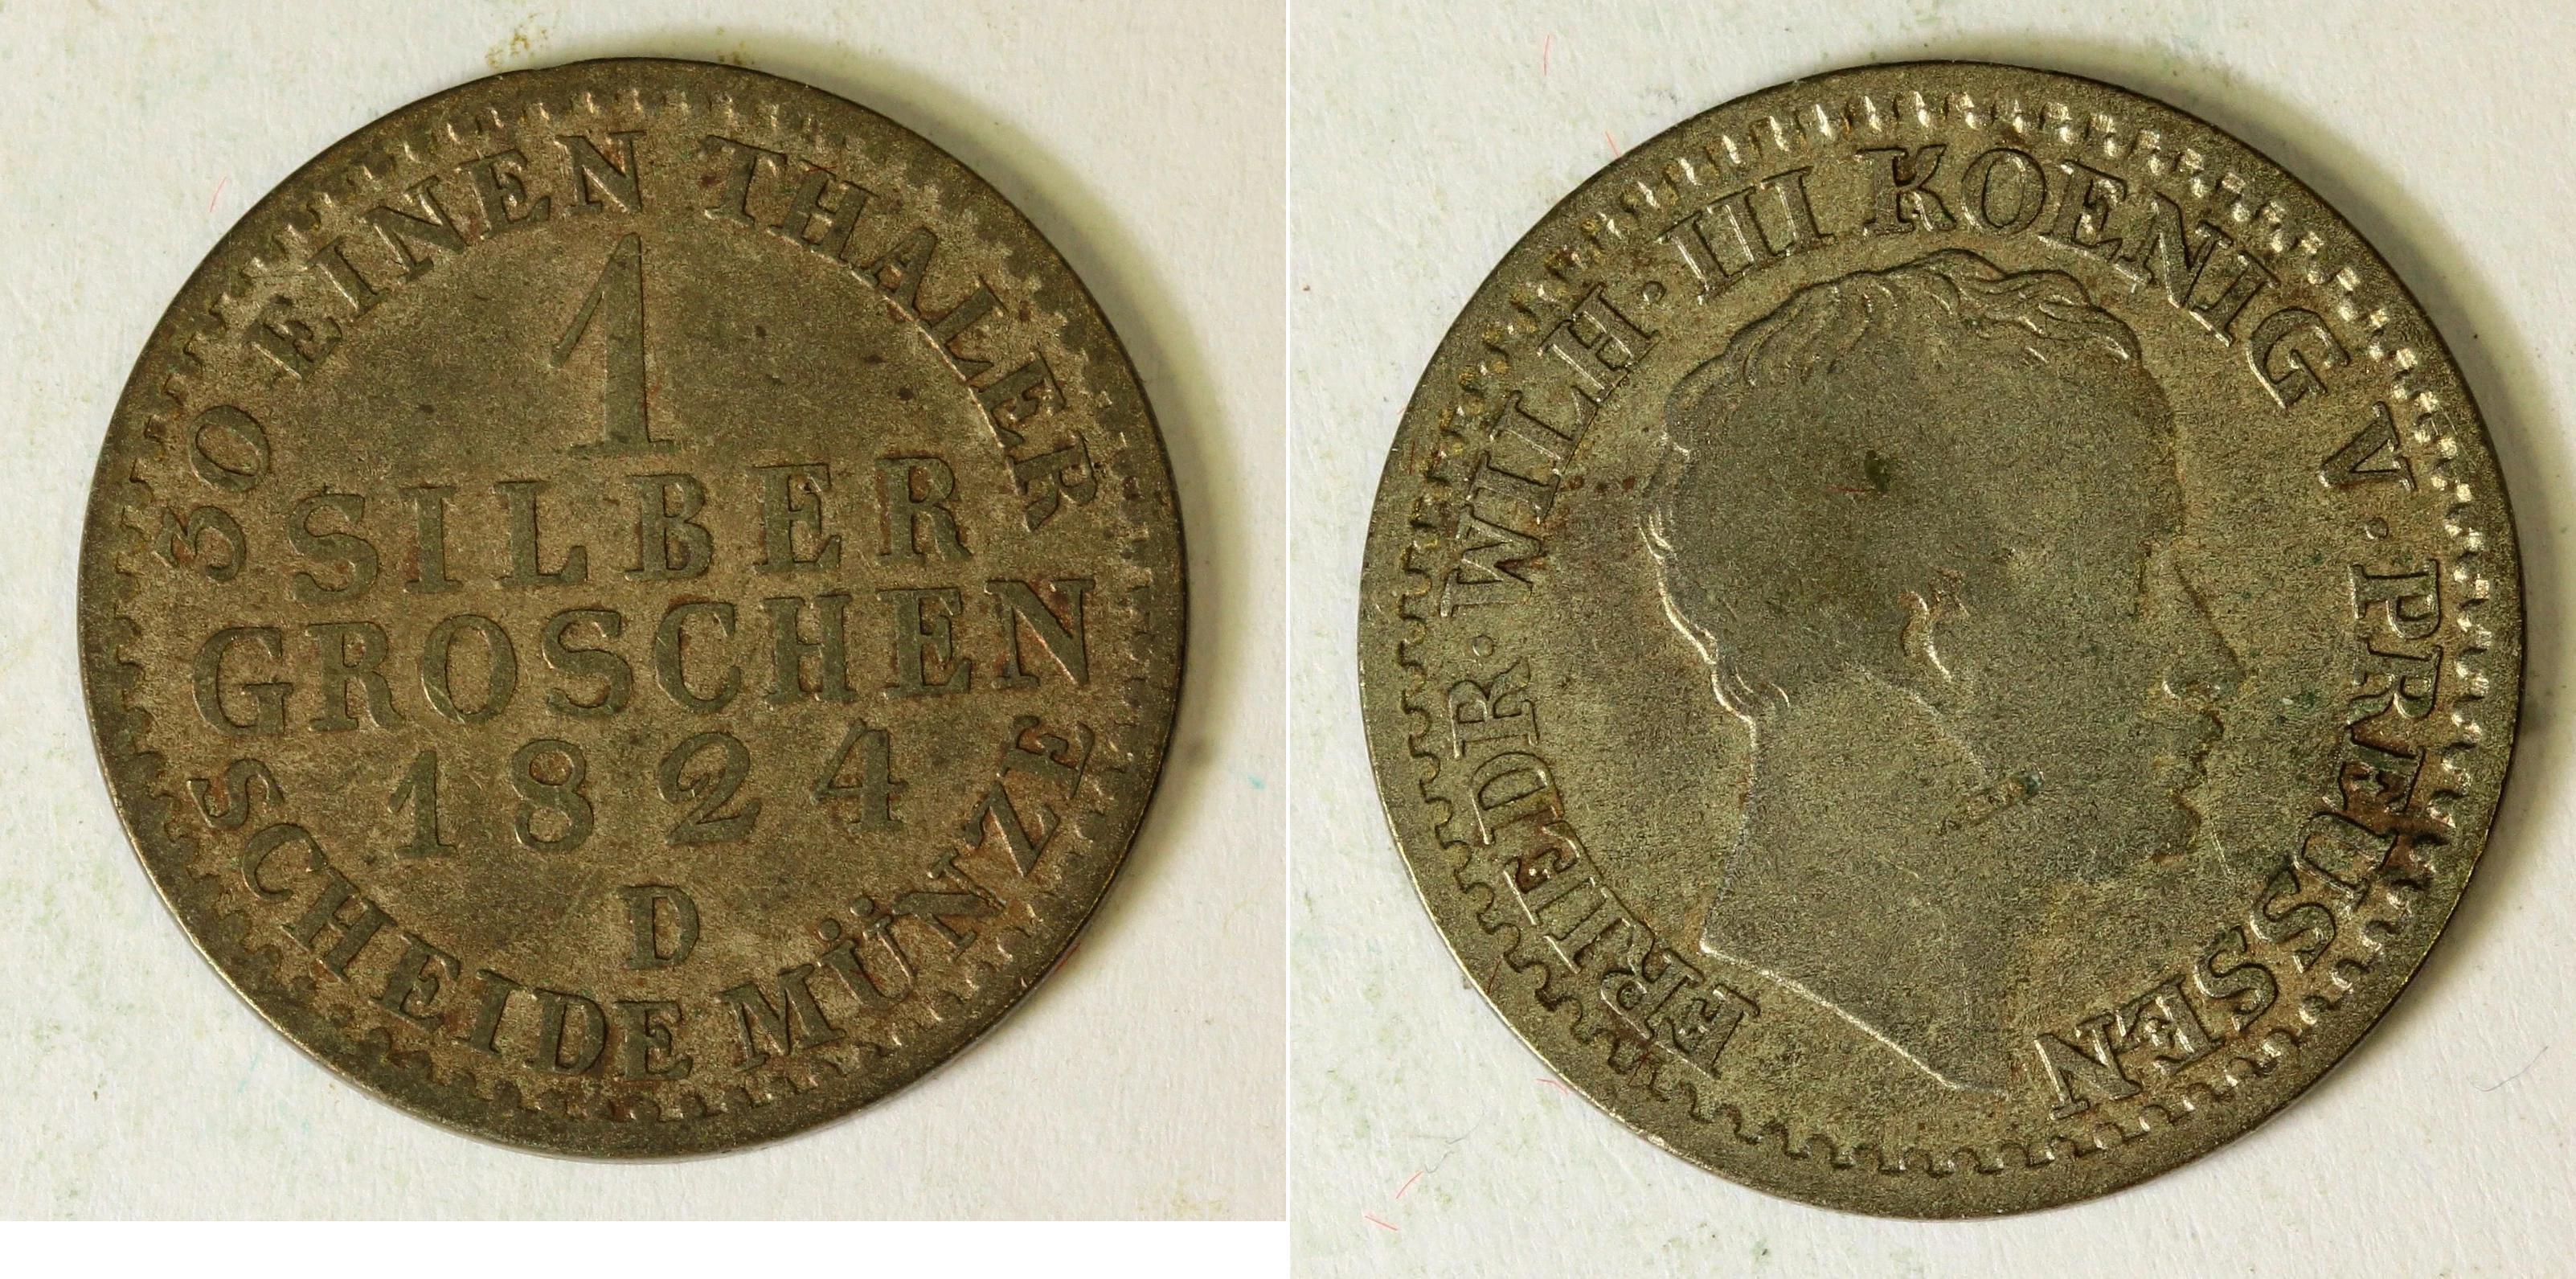 30 EINEN THALER
1
SILBER
GROSCHEN
1824
D
SCHEIDE MÜNZE
FRIEDR. WILH. III KOENIG V. PREUSSEN